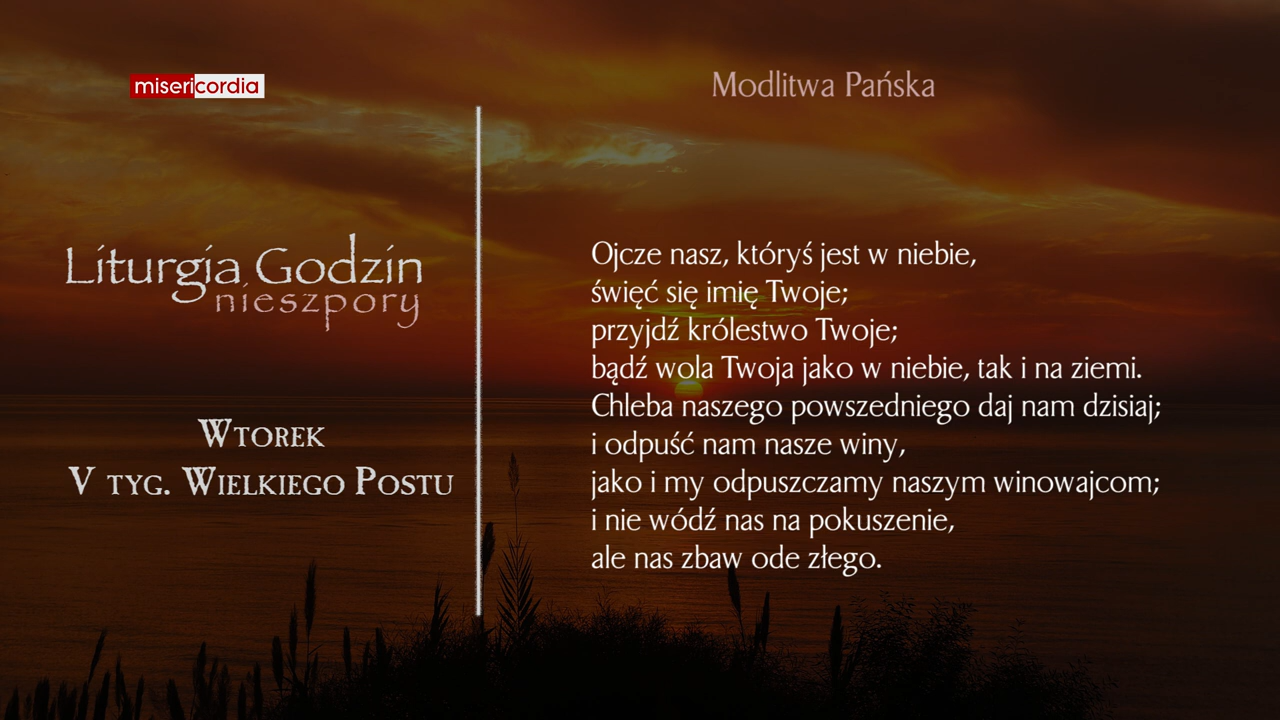 misericordia
Liturgia Godzin
nieszpory
Wtorek
V tyg. Wielkiego Postu
Modlitwa Pańska
Ojcze nasz, któryś jest w niebie,
święć się imię Twoje;
przyjdź królestwo Twoje;
bądź wola Twoja jako w niebie, tak i na ziemi.
Chleba naszego powszedniego daj nam dzisiaj;
i odpuść nam nasze winy,
jako i my odpuszczamy naszym winowajcom;
i nie wódź nas na pokuszenie,
ale nas zbaw ode złego.